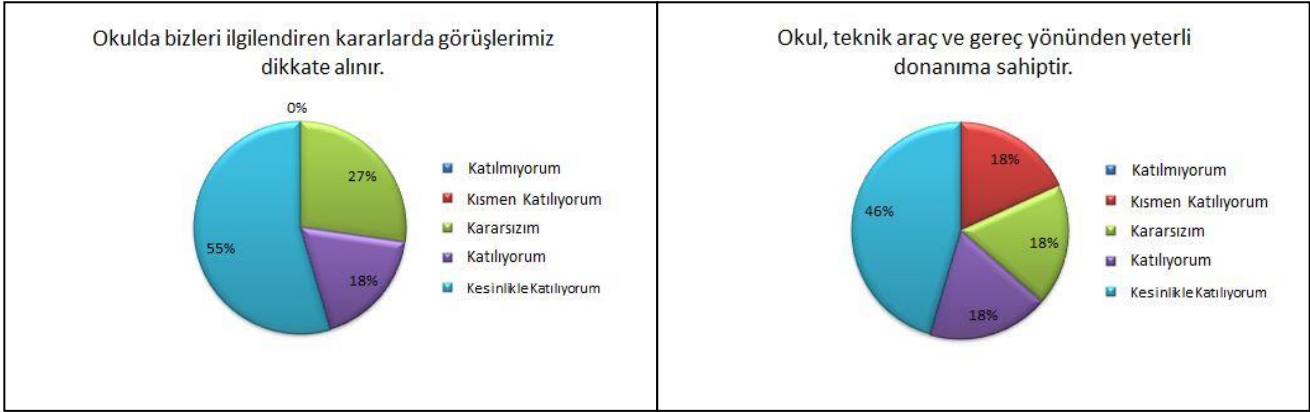 Okulda bizleri ilgilendiren kararlarda görüşlerimiz
dikkate alınır.
0%
27%
55%
18%
Katılmıyorum
Kısmen Katılıyorum
Kararsızım
Katılıyorum
Kesinlikle Katılıyorum
Okul, teknik araç ve gereç yönünden yeterli
donanıma sahiptir.
18%
46%
18%
18%
Katılmıyorum
Kısmen Katılıyorum
Kararsızım
Katılıyorum
Kesinlikle Katılıyorum